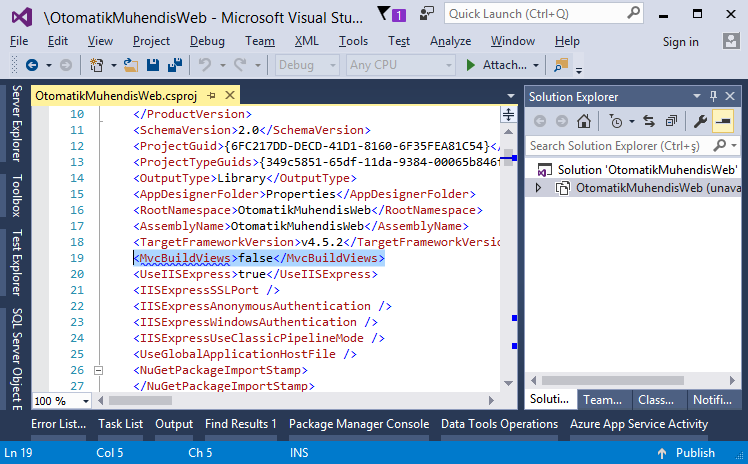 \OtomatikMuhendisWeb - Microsoft Visual Stu...
1
Quick Launch (Ctrl+Q)
File Edit View Project Debug Team XML Tools Test Analyze Window Help Sign in
Debug Any CPU Attach...
Server Explorer
Toolbox
Test Explorer
SQL Server Object E
OtomatikMuhendisWeb.csproj
10 </ProductVersion>
11 <SchemaVersion>2.0</SchemaVersion>
12 <ProjectGuid>{6FC217DD-DECD-41D1-8160-6F35FEA81C54}</
13 <ProjectTypeGuids>{349c5851-65df-11da-9384-00065b846f
14 <OutputType>Library</OutputType>
15 <AppDesignerFolder>Properties</AppDesignerFolder>
16 <RootNamespace>OtomatikMuhendisWeb</RootNamespace>
17 <AssemblyName>OtomatikMuhendisWeb</AssemblyName>
18 <TargetFrameworkVersion>v4.5.2</TargetFrameworkVersio
19 <MvcBuildViews>false</MvcBuildViews>
20 <UseIISExpress>true</UseIISExpress>
21 <IISExpressSSLPort />
22 <IISExpressAnonymousAuthentication />
23 <IISExpressWindowsAuthentication />
24 <IISExpressUseClassicPipelineMode />
25 <UseGlobalApplicationHostFile />
26 <NuGetPackageImportStamp>
27 </NuGetPackageImportStamp>
100 %
Solution Explorer
Search Solution Explorer (Ctrl+ş)
Solution 'OtomatikMuhendisWeb'
OtomatikMuhendisWeb (unava
Soluti... Team... Class... Notifi...
Error List... Task List Output Find Results 1 Package Manager Console Data Tools Operations Azure App Service Activity
Ln 19 Col 5 Ch 5 INS Publish